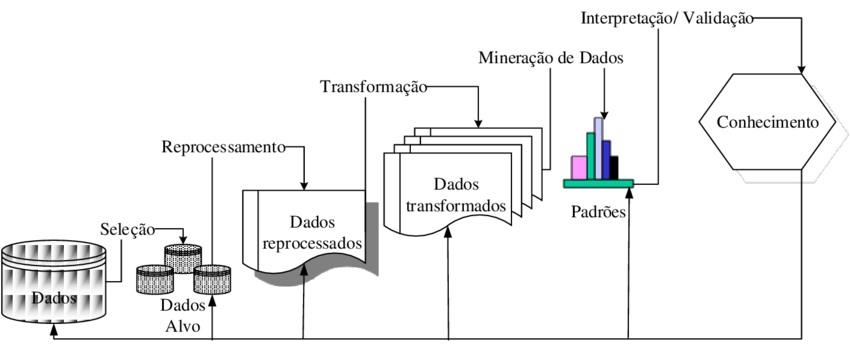 Interpretação/ Validação
Mineração de Dados
Transformação
Conhecimento
Reprocessamento
Dados
transformados
Padrões
Dados
reprocessados
Seleção
Dados
Dados
Alvo